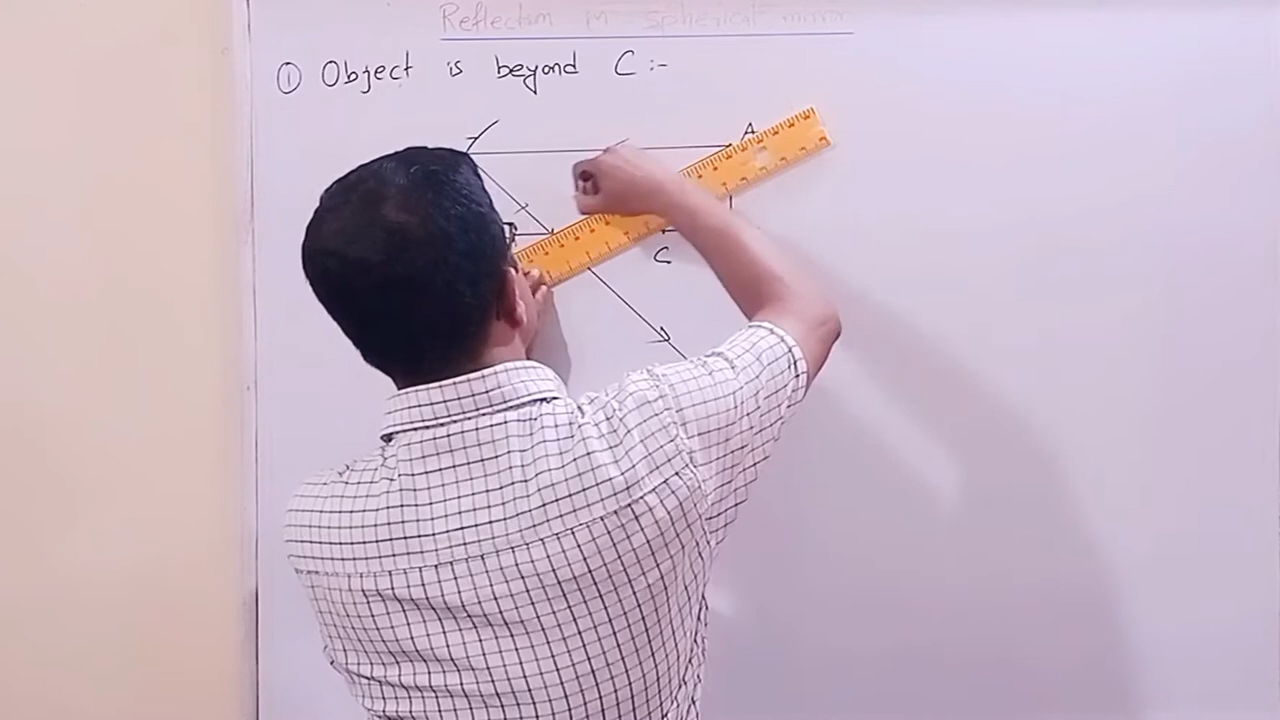 Reflection in spherical mirror
① Object is beyond C :-
A
C